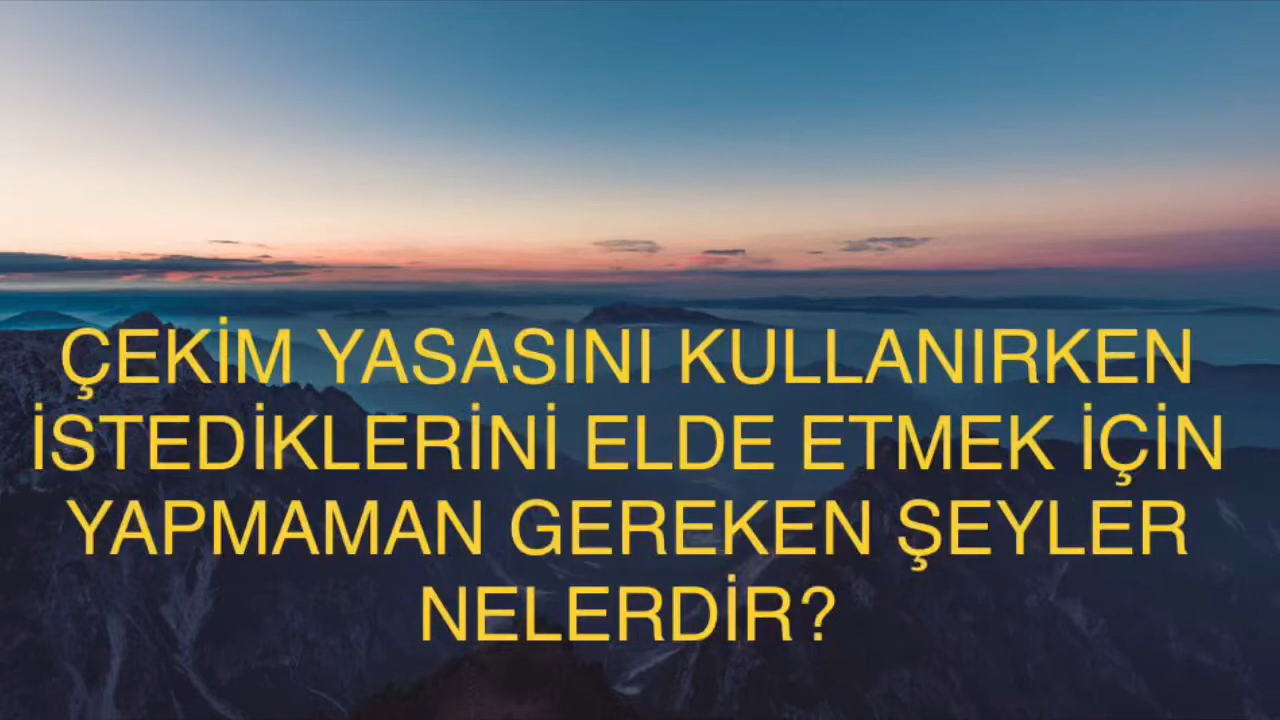 ÇEKİM YASASINI KULLANIRKEN
İSTEDİKLERİNİ ELDE ETMEK İÇİN
YAPMAMAN GEREKEN ŞEYLER
NELERDİR?